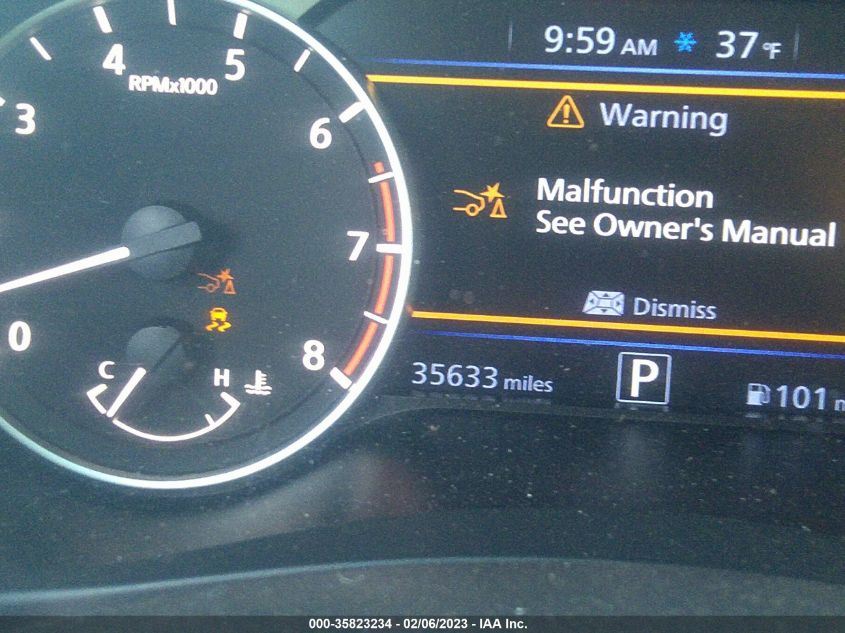 9:59 AM 37°F
4
5
RPMx1000
3
6
Warning
Malfunction
See Owner's Manual
7
Dismiss
0
8
C
H
35633 miles
P
101
000-35823234 - 02/06/2023 - IAA Inc.